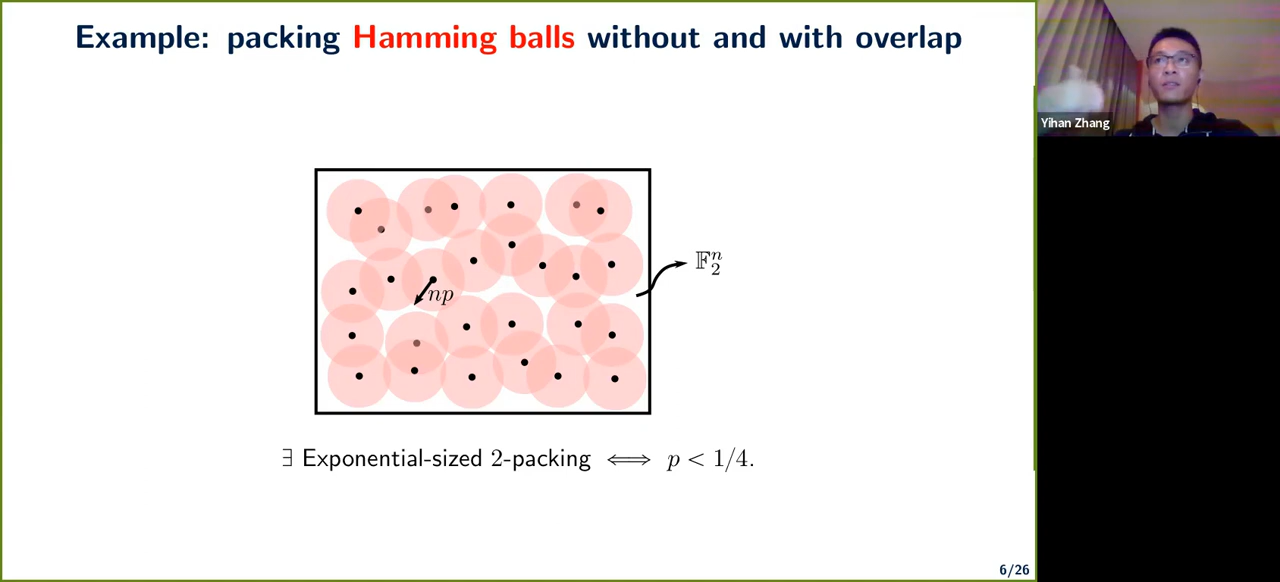 Example: packing Hamming balls without and with overlap
Yihan Zhang
np
𝔽₂ⁿ
∃ Exponential-sized 2-packing ⟺ p < 1/4.
6/26